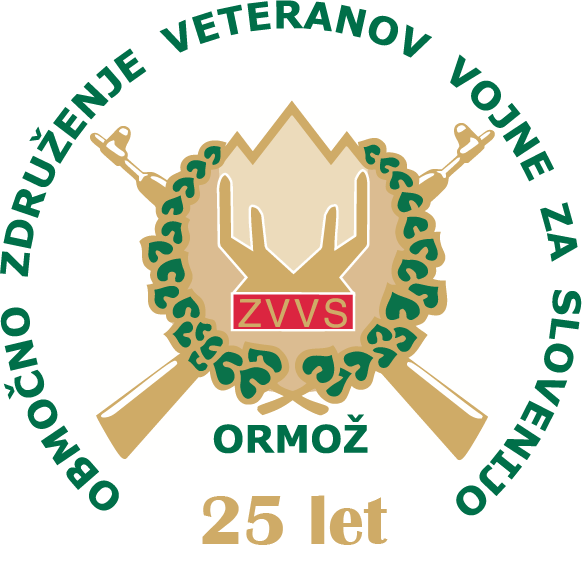 OBMOČNO ZDRUŽENJE VETERANOV VOJNE ZA SLOVENIJO
ZVVS
ORMOŽ
25 let